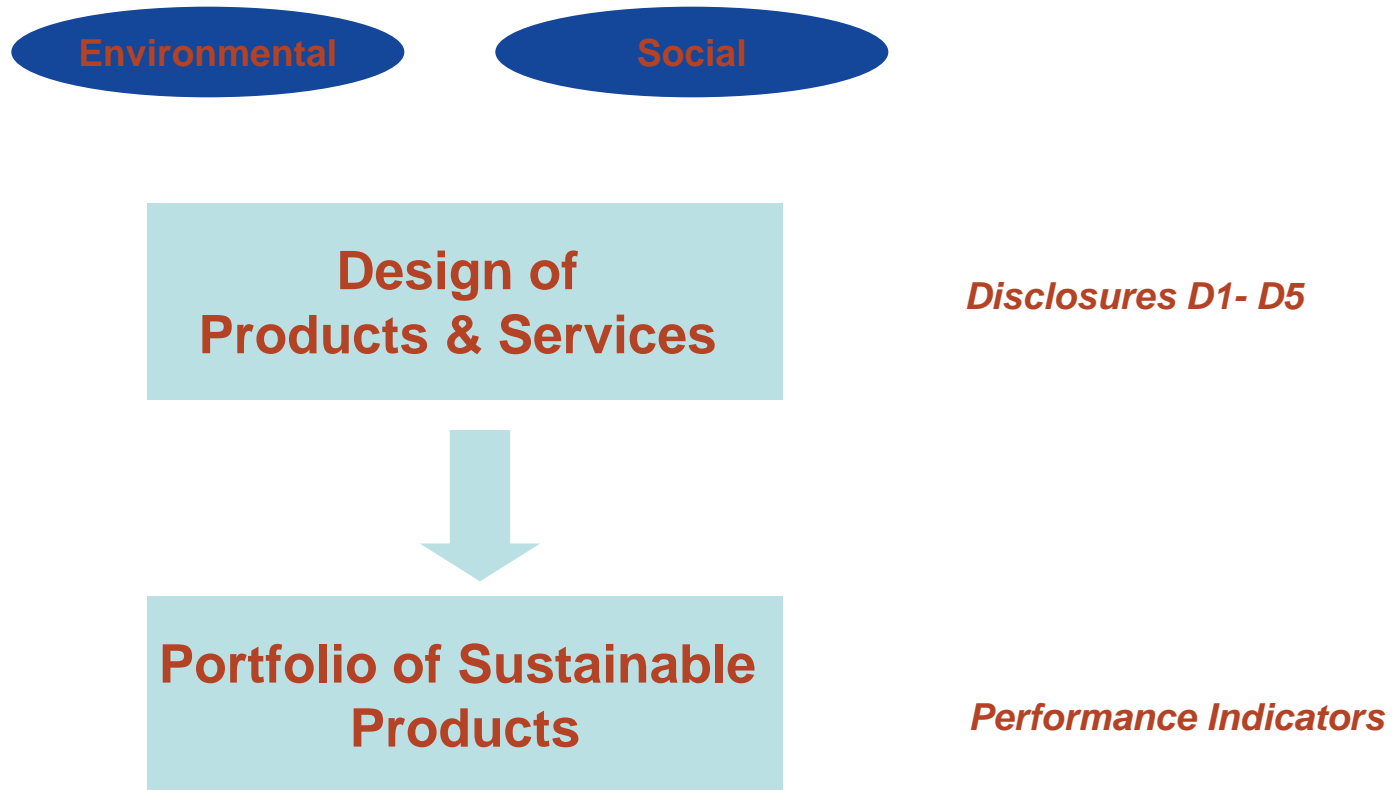 Environmental
Social
Design of
Products & Services
Disclosures D1- D5
Portfolio of Sustainable
Products
Performance Indicators